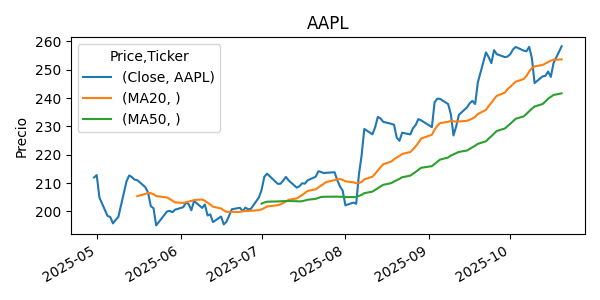 AAPL
Price,Ticker
(Close, AAPL)
(MA20, )
(MA50, )
Precio
260
250
240
230
220
210
200
2025-05
2025-06
2025-07
2025-08
2025-09
2025-10